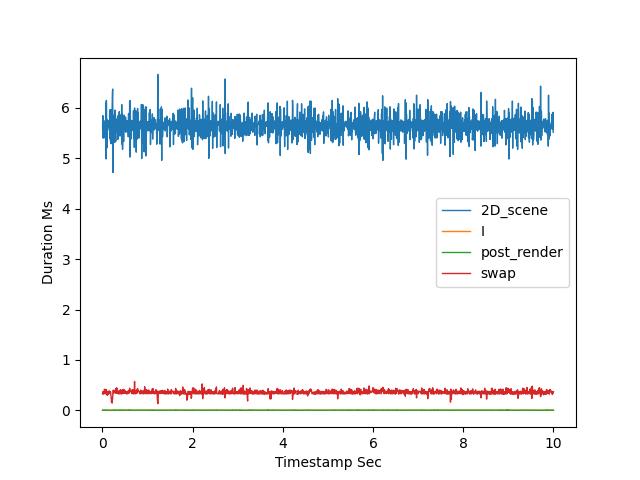 6
5
4
3
2
1
0
Duration Ms
2D_scene
I
post_render
swap
0
2
4
6
8
10
Timestamp Sec